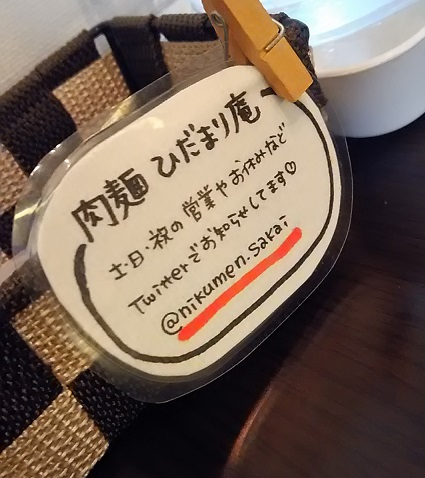 肉麺 ひだまり庵
土・日・祝の営業やお休みなど
Twitterでお知らせしてます♡
@nikumen.sakai